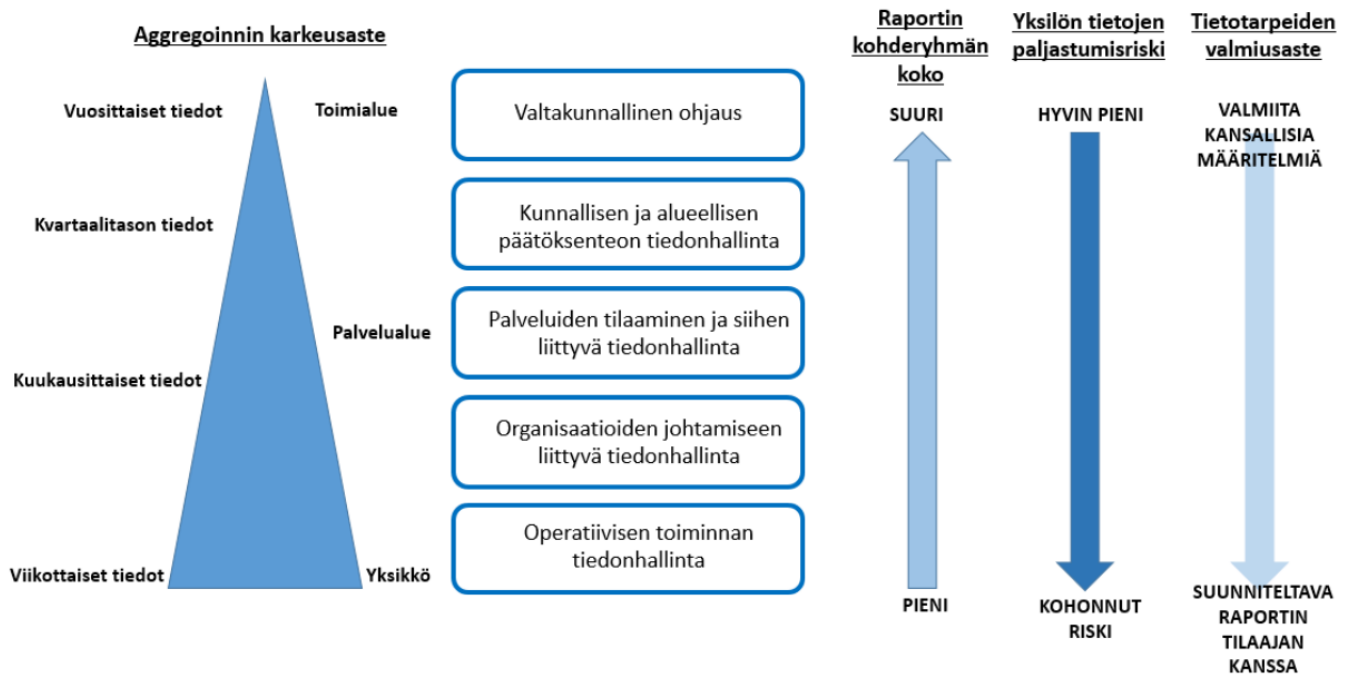 Aggregoinnin karkeusaste
Vuosittaiset tiedot
Toimialue
Kvartaalitason tiedot
Palvelualue
Kuukausittaiset tiedot
Viikottaiset tiedot
Yksikkö
Valtakunnallinen ohjaus
Kunnallisen ja alueellisen
päätöksenteon tiedonhallinta
Palveluiden tilaaminen ja siihen
liittyvä tiedonhallinta
Organisaatioiden johtamiseen
liittyvä tiedonhallinta
Operatiivisen toiminnan
tiedonhallinta
Raportin
kohderyhmän
koko
SUURI
PIENI
Yksilön tietojen
paljastumisriski
HYVIN PIENI
KOHONNUT
RISKI
Tietotarpeiden
valmiusaste
VALMIITA
KANSALLISIA
MÄÄRITELMIÄ
SUUNNITELTAVA
RAPORTIN
TILAAJAN
KANSSA